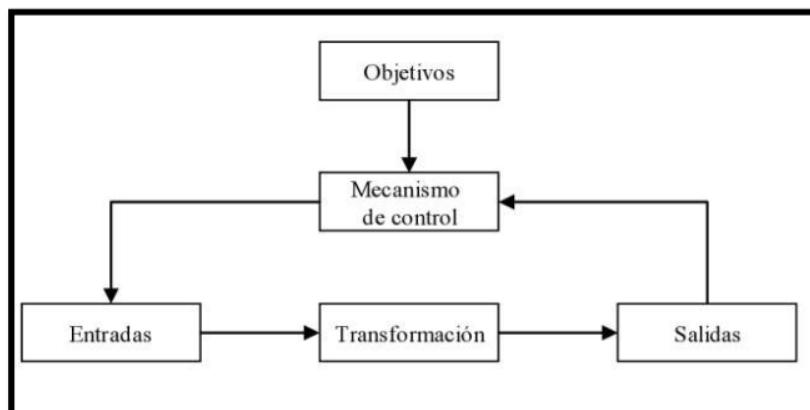 Objetivos
Mecanismo
de control
Entradas
Transformación
Salidas